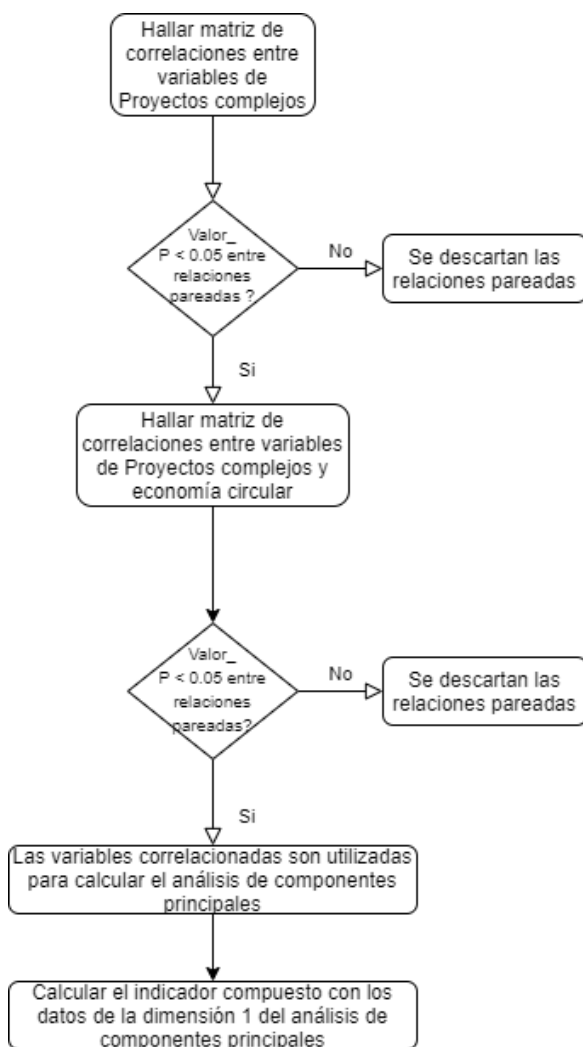 Hallar matriz de
correlaciones entre
variables de
Proyectos complejos
Valor_
P < 0.05 entre
relaciones
pareadas ?
No
Se descartan las
relaciones pareadas
Si
Hallar matriz de
correlaciones entre variables
de Proyectos complejos y
economía circular
Valor_
P < 0.05 entre
relaciones
pareadas?
No
Se descartan las
relaciones pareadas
Si
Las variables correlacionadas son utilizadas
para calcular el análisis de componentes
principales
Calcular el indicador compuesto con los
datos de la dimensión 1 del análisis de
componentes principales